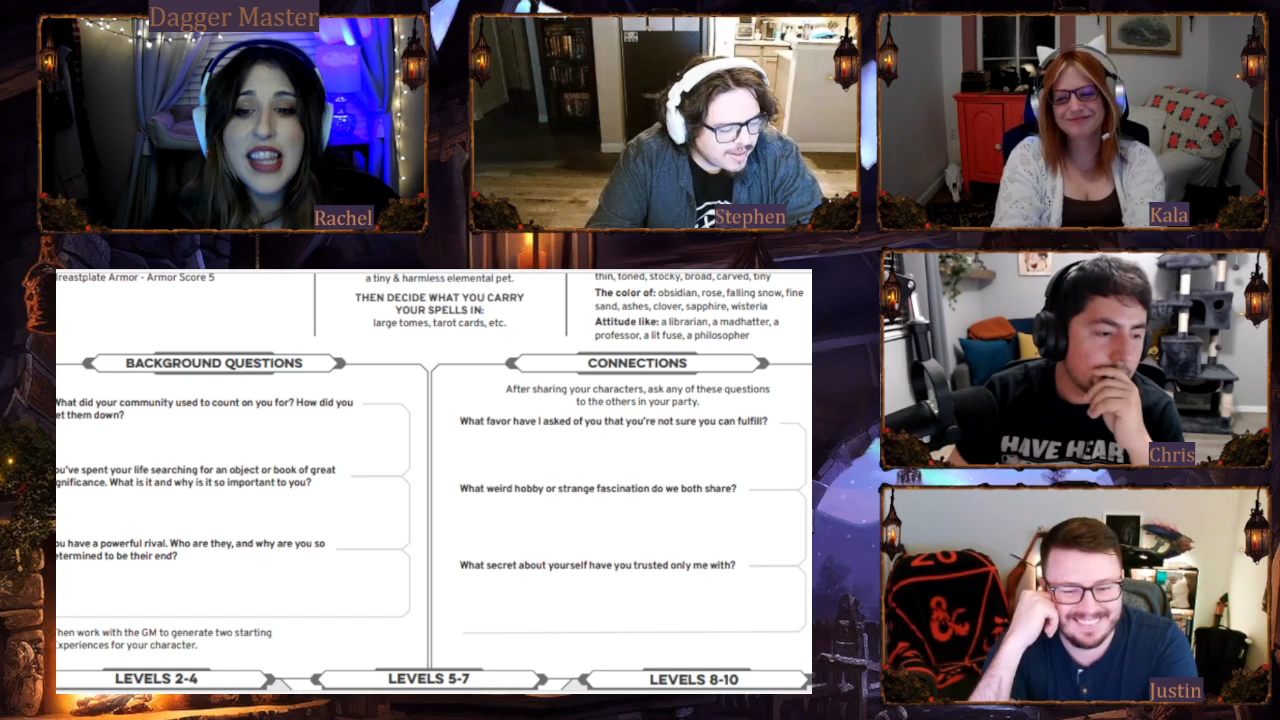 Dagger Master
Rachel
Stephen
Kala
Chris
Justin
HAVE HEAR
20
&
Breastplate Armor - Armor Score 5
a tiny & harmless elemental pet.
THEN DECIDE WHAT YOU CARRY
YOUR SPELLS IN:
large tomes, tarot cards, etc.
thin, toned, stocky, broad, carved, tiny
The color of: obsidian, rose, falling snow, fine
sand, ashes, clover, sapphire, wisteria
Attitude like: a librarian, a madhatter, a
professor, a lit fuse, a philosopher
BACKGROUND QUESTIONS
What did your community used to count on you for? How did you
et them down?
ou've spent your life searching for an object or book of great
gnificance. What is it and why is it so important to you?
ou have a powerful rival. Who are they, and why are you so
etermined to be their end?
hen work with the GM to generate two starting
xperiences for your character.
CONNECTIONS
After sharing your characters, ask any of these questions
to the others in your party.
What favor have I asked of you that you're not sure you can fulfill?
What weird hobby or strange fascination do we both share?
What secret about yourself have you trusted only me with?
LEVELS 2-4
LEVELS 5-7
LEVELS 8-10